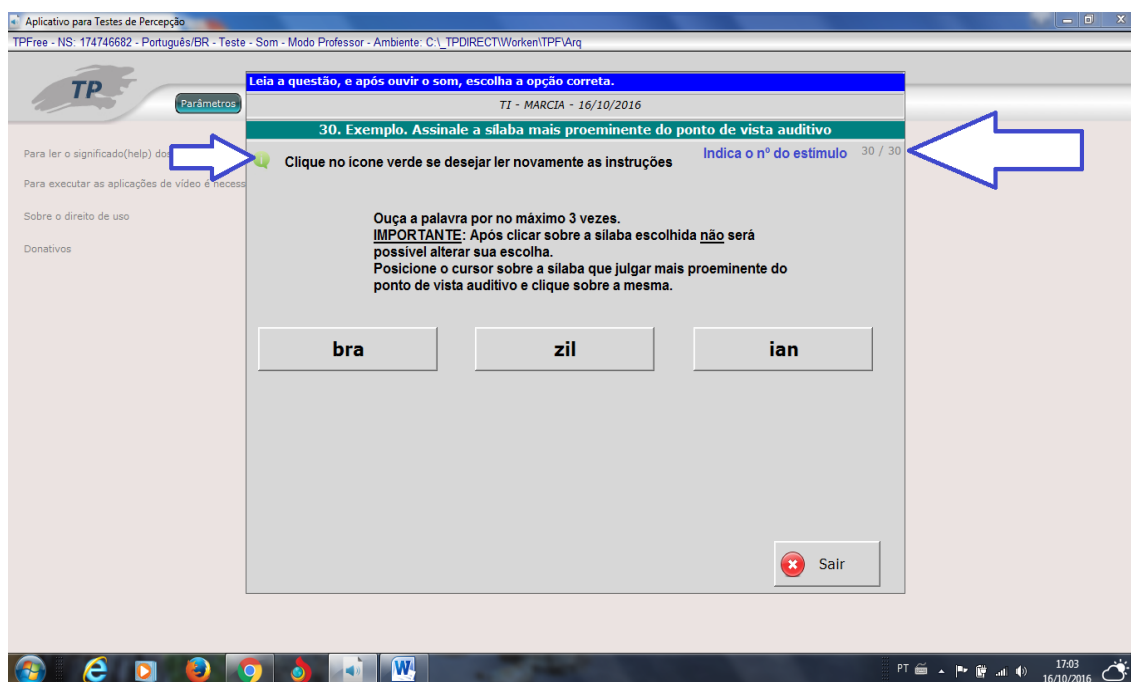 Aplicativo para Testes de Percepção
TPFree - NS: 174746682 - Português/BR - Teste - Som - Modo Professor - Ambiente: C:\_TPDIRECT\Worken\TPF\Arq
TP
Parâmetros
Leia a questão, e após ouvir o som, escolha a opção correta.
TI - MARCIA - 16/10/2016
30. Exemplo. Assinale a sílaba mais proeminente do ponto de vista auditivo
Para ler o significado(help) dos
Clique no ícone verde se desejar ler novamente as instruções
Indica o nº do estímulo
30 / 30
Para executar as aplicações de vídeo é necess
Sobre o direito de uso
Donativos
Ouça a palavra por no máximo 3 vezes.
IMPORTANTE: Após clicar sobre a sílaba escolhida não será
possível alterar sua escolha.
Posicione o cursor sobre a sílaba que julgar mais proeminente do
ponto de vista auditivo e clique sobre a mesma.
bra
zil
ian
Sair
PT
17:03
16/10/2016